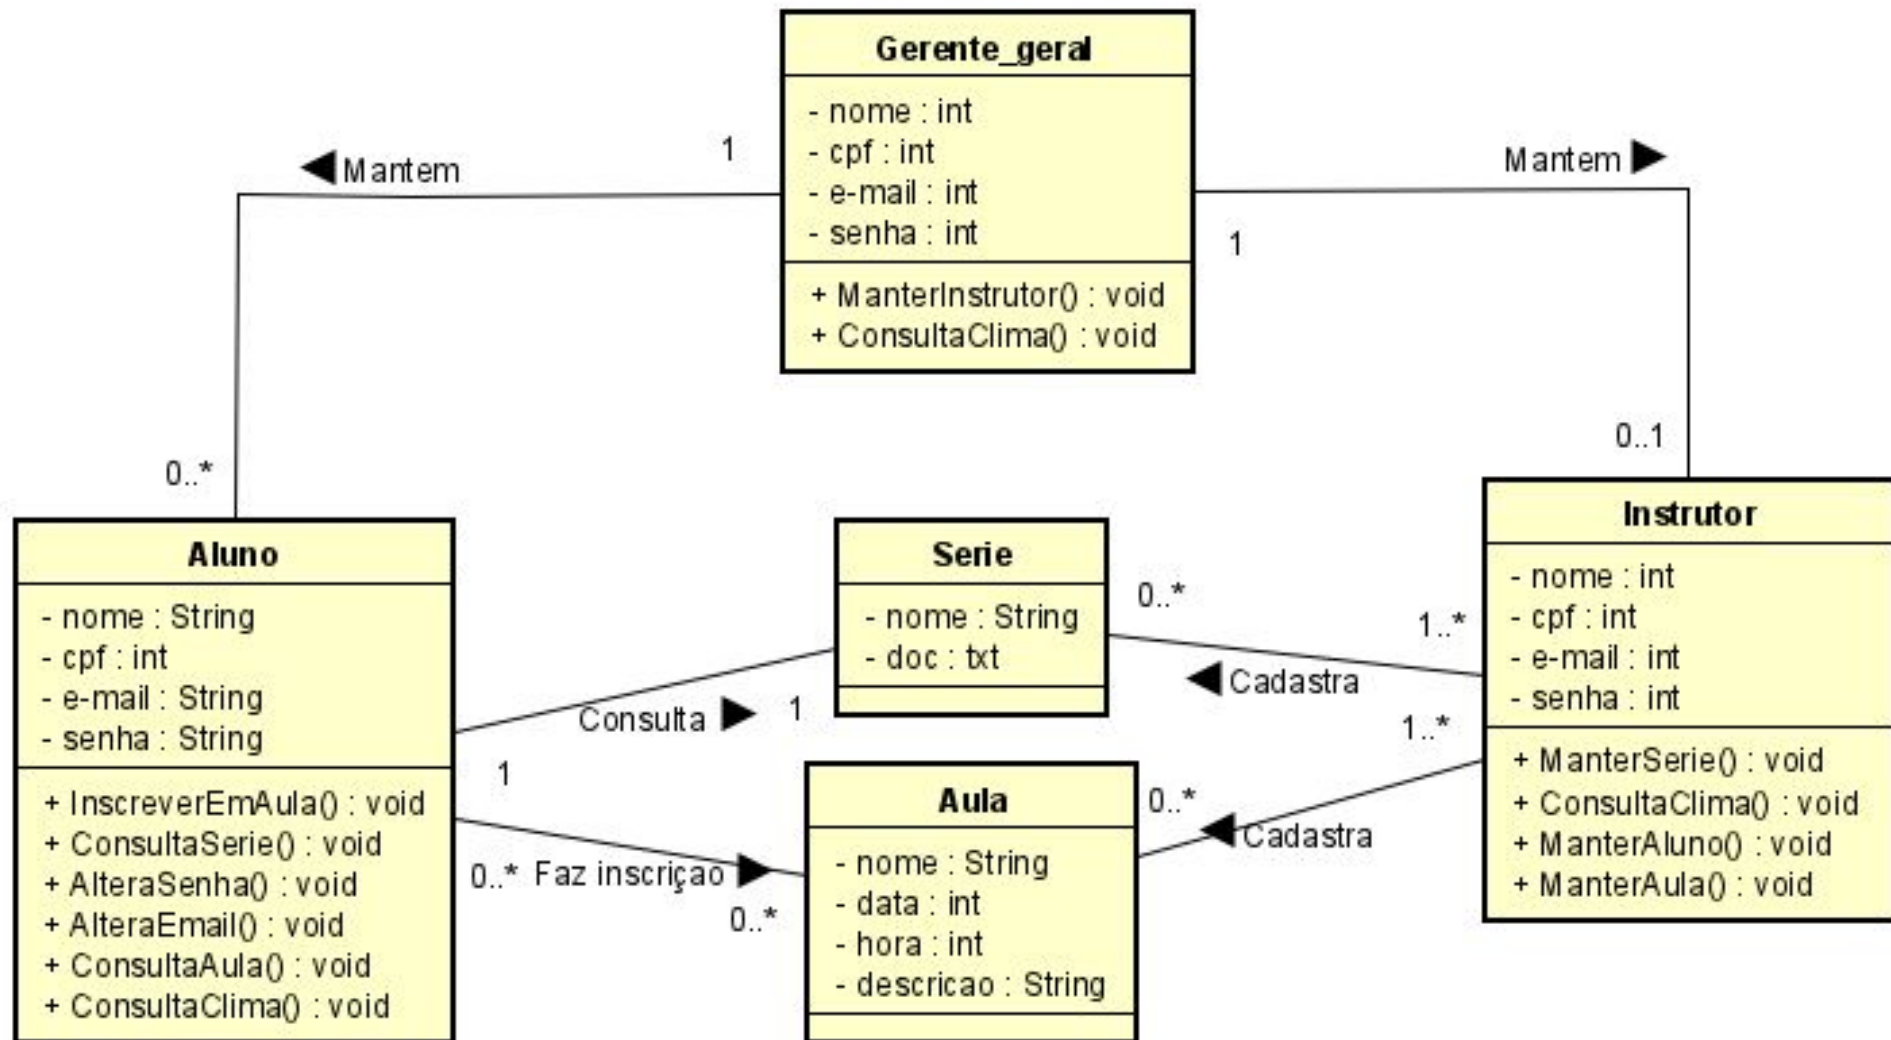 Gerente_geral
- nome : int
- cpf : int
- e-mail : int
- senha : int
+ ManterInstrutor() : void
+ ConsultaClima() : void
Mantem
1
0..*
Mantem
1
0..1
Aluno
- nome : String
- cpf : int
- e-mail : String
- senha : String
+ InscreverEmAula() : void
+ ConsultaSerie() : void
+ AlteraSenha() : void
+ AlteraEmail() : void
+ ConsultaAula() : void
+ ConsultaClima() : void
Consulta
1
1
0..*
Faz inscriçao
0..*
Serie
- nome : String
- doc : txt
Aula
- nome : String
- data : int
- hora : int
- descricao : String
0..*
1..*
Cadastra
1..*
0..*
Cadastra
Instrutor
- nome : int
- cpf : int
- e-mail : int
- senha : int
+ ManterSerie() : void
+ ConsultaClima() : void
+ ManterAluno() : void
+ ManterAula() : void